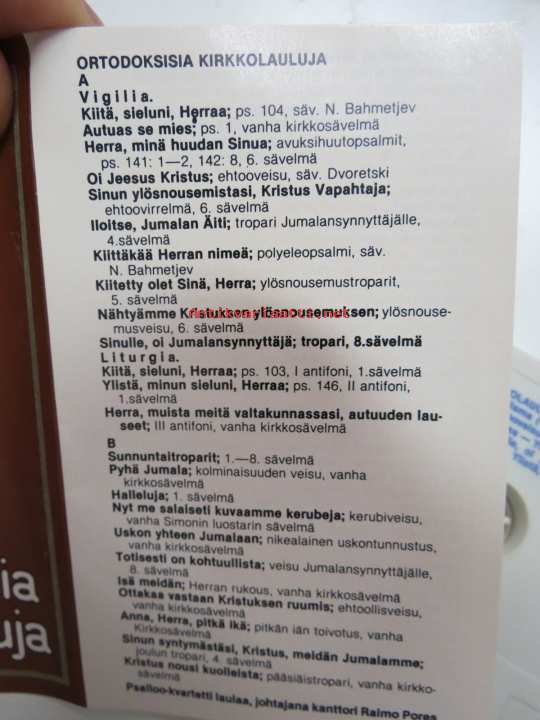 ORTODOKSISIA KIRKKOLAULUJA
A
Vigilia.
Kiitä, sieluni, Herraa; ps. 104, säv. N. Bahmetjev
Autuas se mies; ps. 1, vanha kirkkosävelmä
Herra, minä huudan Sinua; avuksihuutopsalmit,
ps. 141: 1—2, 142: 8, 6. sävelmä
Oi Jeesus Kristus; ehtooveisu, säv. Dvoretski
Sinun ylösnousemistasi, Kristus Vapahtaja;
ehtoovirrelmä, 6. sävelmä
Iloitse, Jumalan Äiti; tropari Jumalansynnyttäjälle,
4.sävelmä
Kiittäkää Herran nimeä; polyeleopsalmi, säv.
N. Bahmetjev
Kiitetty olet Sinä, Herra; ylösnousemustroparit,
5. sävelmä
Nähtyämme Kristuksen ylösnousemuksen; ylösnouse-
musveisu, 6. sävelmä
Sinulle, oi Jumalansynnyttäjä; tropari, 8.sävelmä
Liturgia.
Kiitä, sieluni, Herraa; ps. 103, I antifoni, 1.sävelmä
Ylistä, minun sieluni, Herraa; ps. 146, II antifoni,
1.sävelmä
Herra, muista meitä valtakunnassasi, autuuden lau-
seet; III antifoni, vanha kirkkosävelmä
B
Sunnuntaitroparit; 1.—8. sävelmä
Pyhä Jumala; kolminaisuuden veisu, vanha
kirkkosävelmä
Halleluja; 1. sävelmä
Nyt me salaisesti kuvaamme kerubeja; kerubiveisu,
vanha Simonin luostarin sävelmä
Uskon yhteen Jumalaan; nikealainen uskontunnustus,
vanha kirkkosävelmä
Totisesti on kohtuullista; veisu Jumalansynnyttäjälle,
8. sävelmä
Isä meidän; Herran rukous, vanha kirkkosävelmä
Ottakaa vastaan Kristuksen ruumis; ehtoollisveisu,
vanha kirkkosävelmä
Anna, Herra, pitkä ikä; pitkän iän toivotus, vanha
Kirkkosävelmä
Sinun syntymästäsi, Kristus, meidän Jumalamme;
joulun tropari, 4. sävelmä
Kristus nousi kuolleista; pääsiäistropari, vanha kirkko-
sävelmä
Psalloo-kvartetti laulaa, johtajana kanttori Raimo Pores
ia
uja